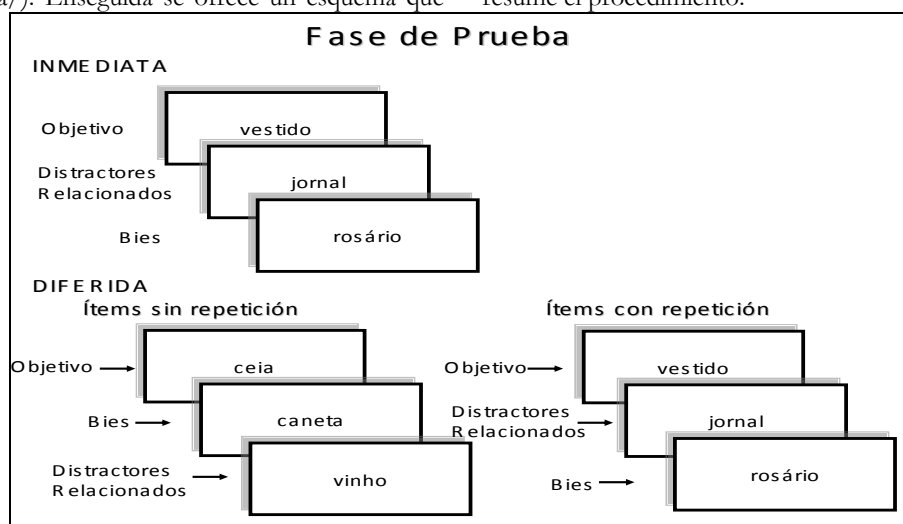 a/). Enseguida se ofrece un esquema que resume el procedimiento.
Fase de Prueba
INMEDIATA
Objetivo
vestido
Distractores
Relacionados
jornal
Bies
rosário
DIFERIDA
Ítems sin repetición
Objetivo
ceia
Bies
caneta
Distractores
Relacionados
vinho
Ítems con repetición
Objetivo
vestido
Distractores
Relacionados
jornal
Bies
rosário